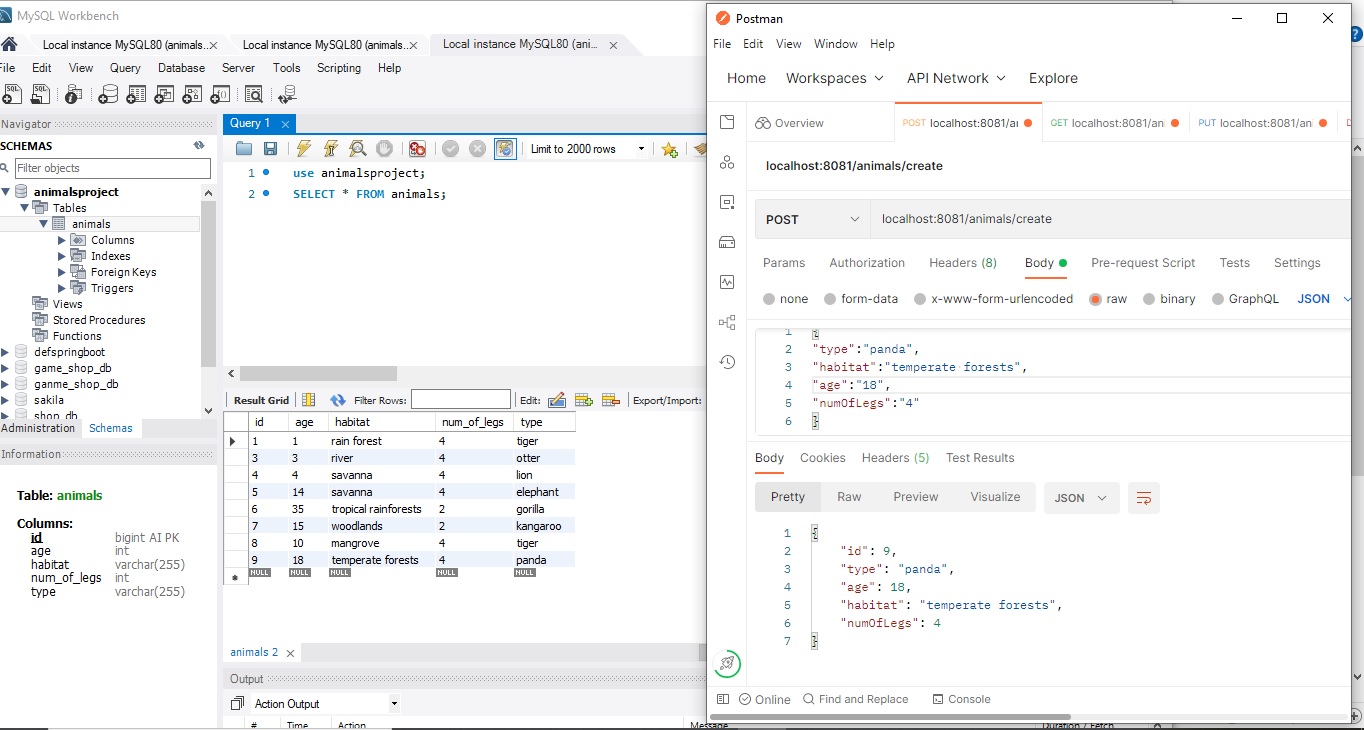 MySQL Workbench
Local instance MySQL80 (animals...
Local instance MySQL80 (animals...
Local instance MySQL80 (ani...
File Edit View Query Database Server Tools Scripting Help
Navigator
SCHEMAS
Filter objects
animalsproject
Tables
animals
Columns
Indexes
Foreign Keys
Triggers
Views
Stored Procedures
Functions
defspringboot
game_shop_db
ganme_shop_db
sakila
shop_db
Administration Schemas
Information
Table: animals
Columns:
id bigint AI PK
age int
habitat varchar(255)
num_of_legs int
type varchar(255)
Query 1
Limit to 2000 rows
1 use animalsproject;
2 SELECT * FROM animals;
Result Grid Filter Rows: Edit: Export/Import:
id age habitat num_of_legs type
1 1 rain forest 4 tiger
3 3 river 4 otter
4 4 savanna 4 lion
5 14 savanna 4 elephant
6 35 tropical rainforests 2 gorilla
7 15 woodlands 2 kangaroo
8 10 mangrove 4 tiger
9 18 temperate forests 4 panda
NULL NULL NULL NULL NULL
animals 2
Output
Action Output
# Time Action Message Duration / Fetch
Postman
File Edit View Window Help
Home Workspaces API Network Explore
Overview
POST localhost:8081/ai
GET localhost:8081/an
PUT localhost:8081/ani
localhost:8081/animals/create
POST localhost:8081/animals/create
Params Authorization Headers (8) Body Pre-request Script Tests Settings
none form-data x-www-form-urlencoded raw binary GraphQL JSON
1 {
2 "type":"panda",
3 "habitat":"temperate forests",
4 "age":"18",
5 "numOfLegs":"4"
6 }
Body Cookies Headers (5) Test Results
Pretty Raw Preview Visualize JSON
1 {
2 "id": 9,
3 "type": "panda",
4 "age": 18,
5 "habitat": "temperate forests",
6 "numOfLegs": 4
7 }
Online Find and Replace Console